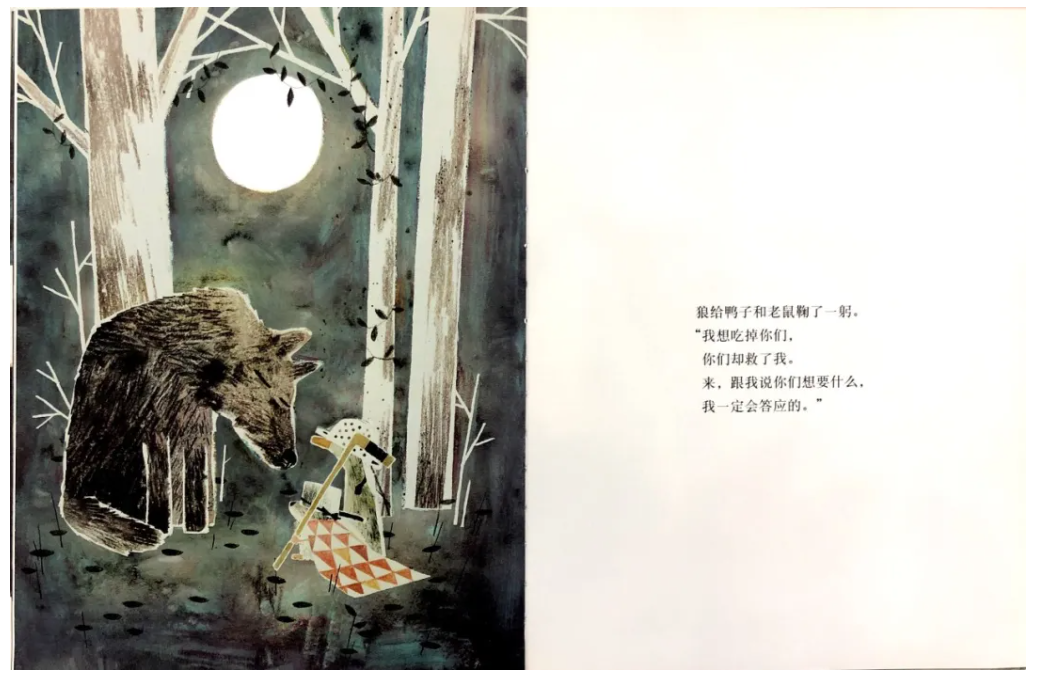 狼给鸭子和老鼠鞠了一躬。
“我想吃掉你们，
你们却救了我。
来，跟我说你们想要什么，
我一定会答应的。”